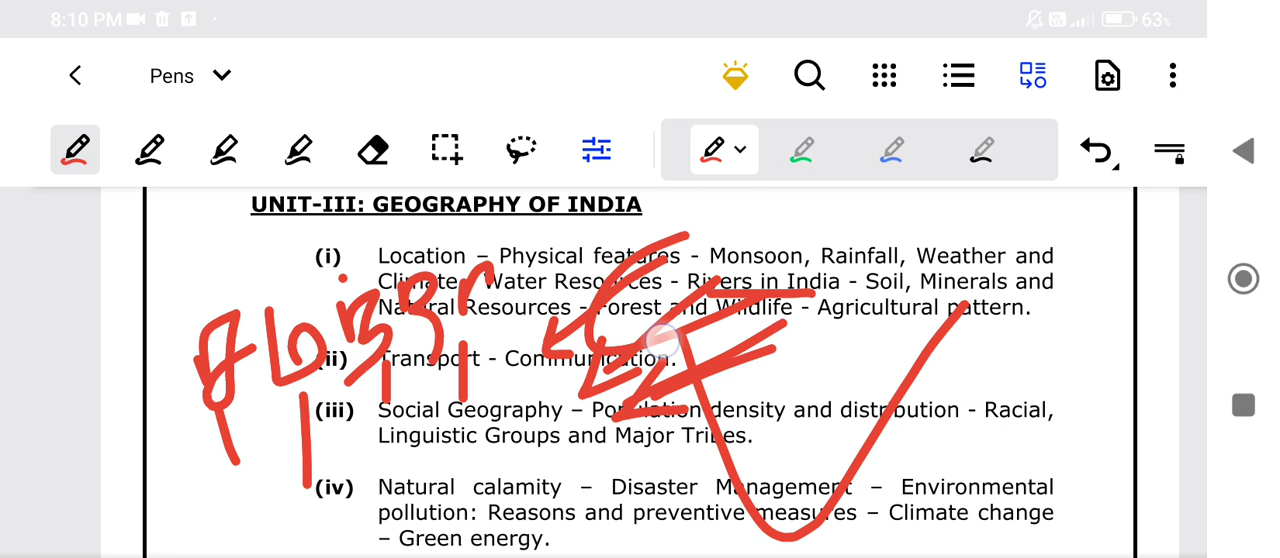 8:10 PM
63%
Pens
UNIT-III: GEOGRAPHY OF INDIA
(i) Location – Physical features - Monsoon, Rainfall, Weather and
Climate - Water Resources - Rivers in India - Soil, Minerals and
Natural Resources - Forest and Wildlife - Agricultural pattern.
(ii) Transport - Communication.
(iii) Social Geography – Population density and distribution - Racial,
Linguistic Groups and Major Tribes.
(iv) Natural calamity – Disaster Management – Environmental
pollution: Reasons and preventive measures – Climate change
– Green energy.